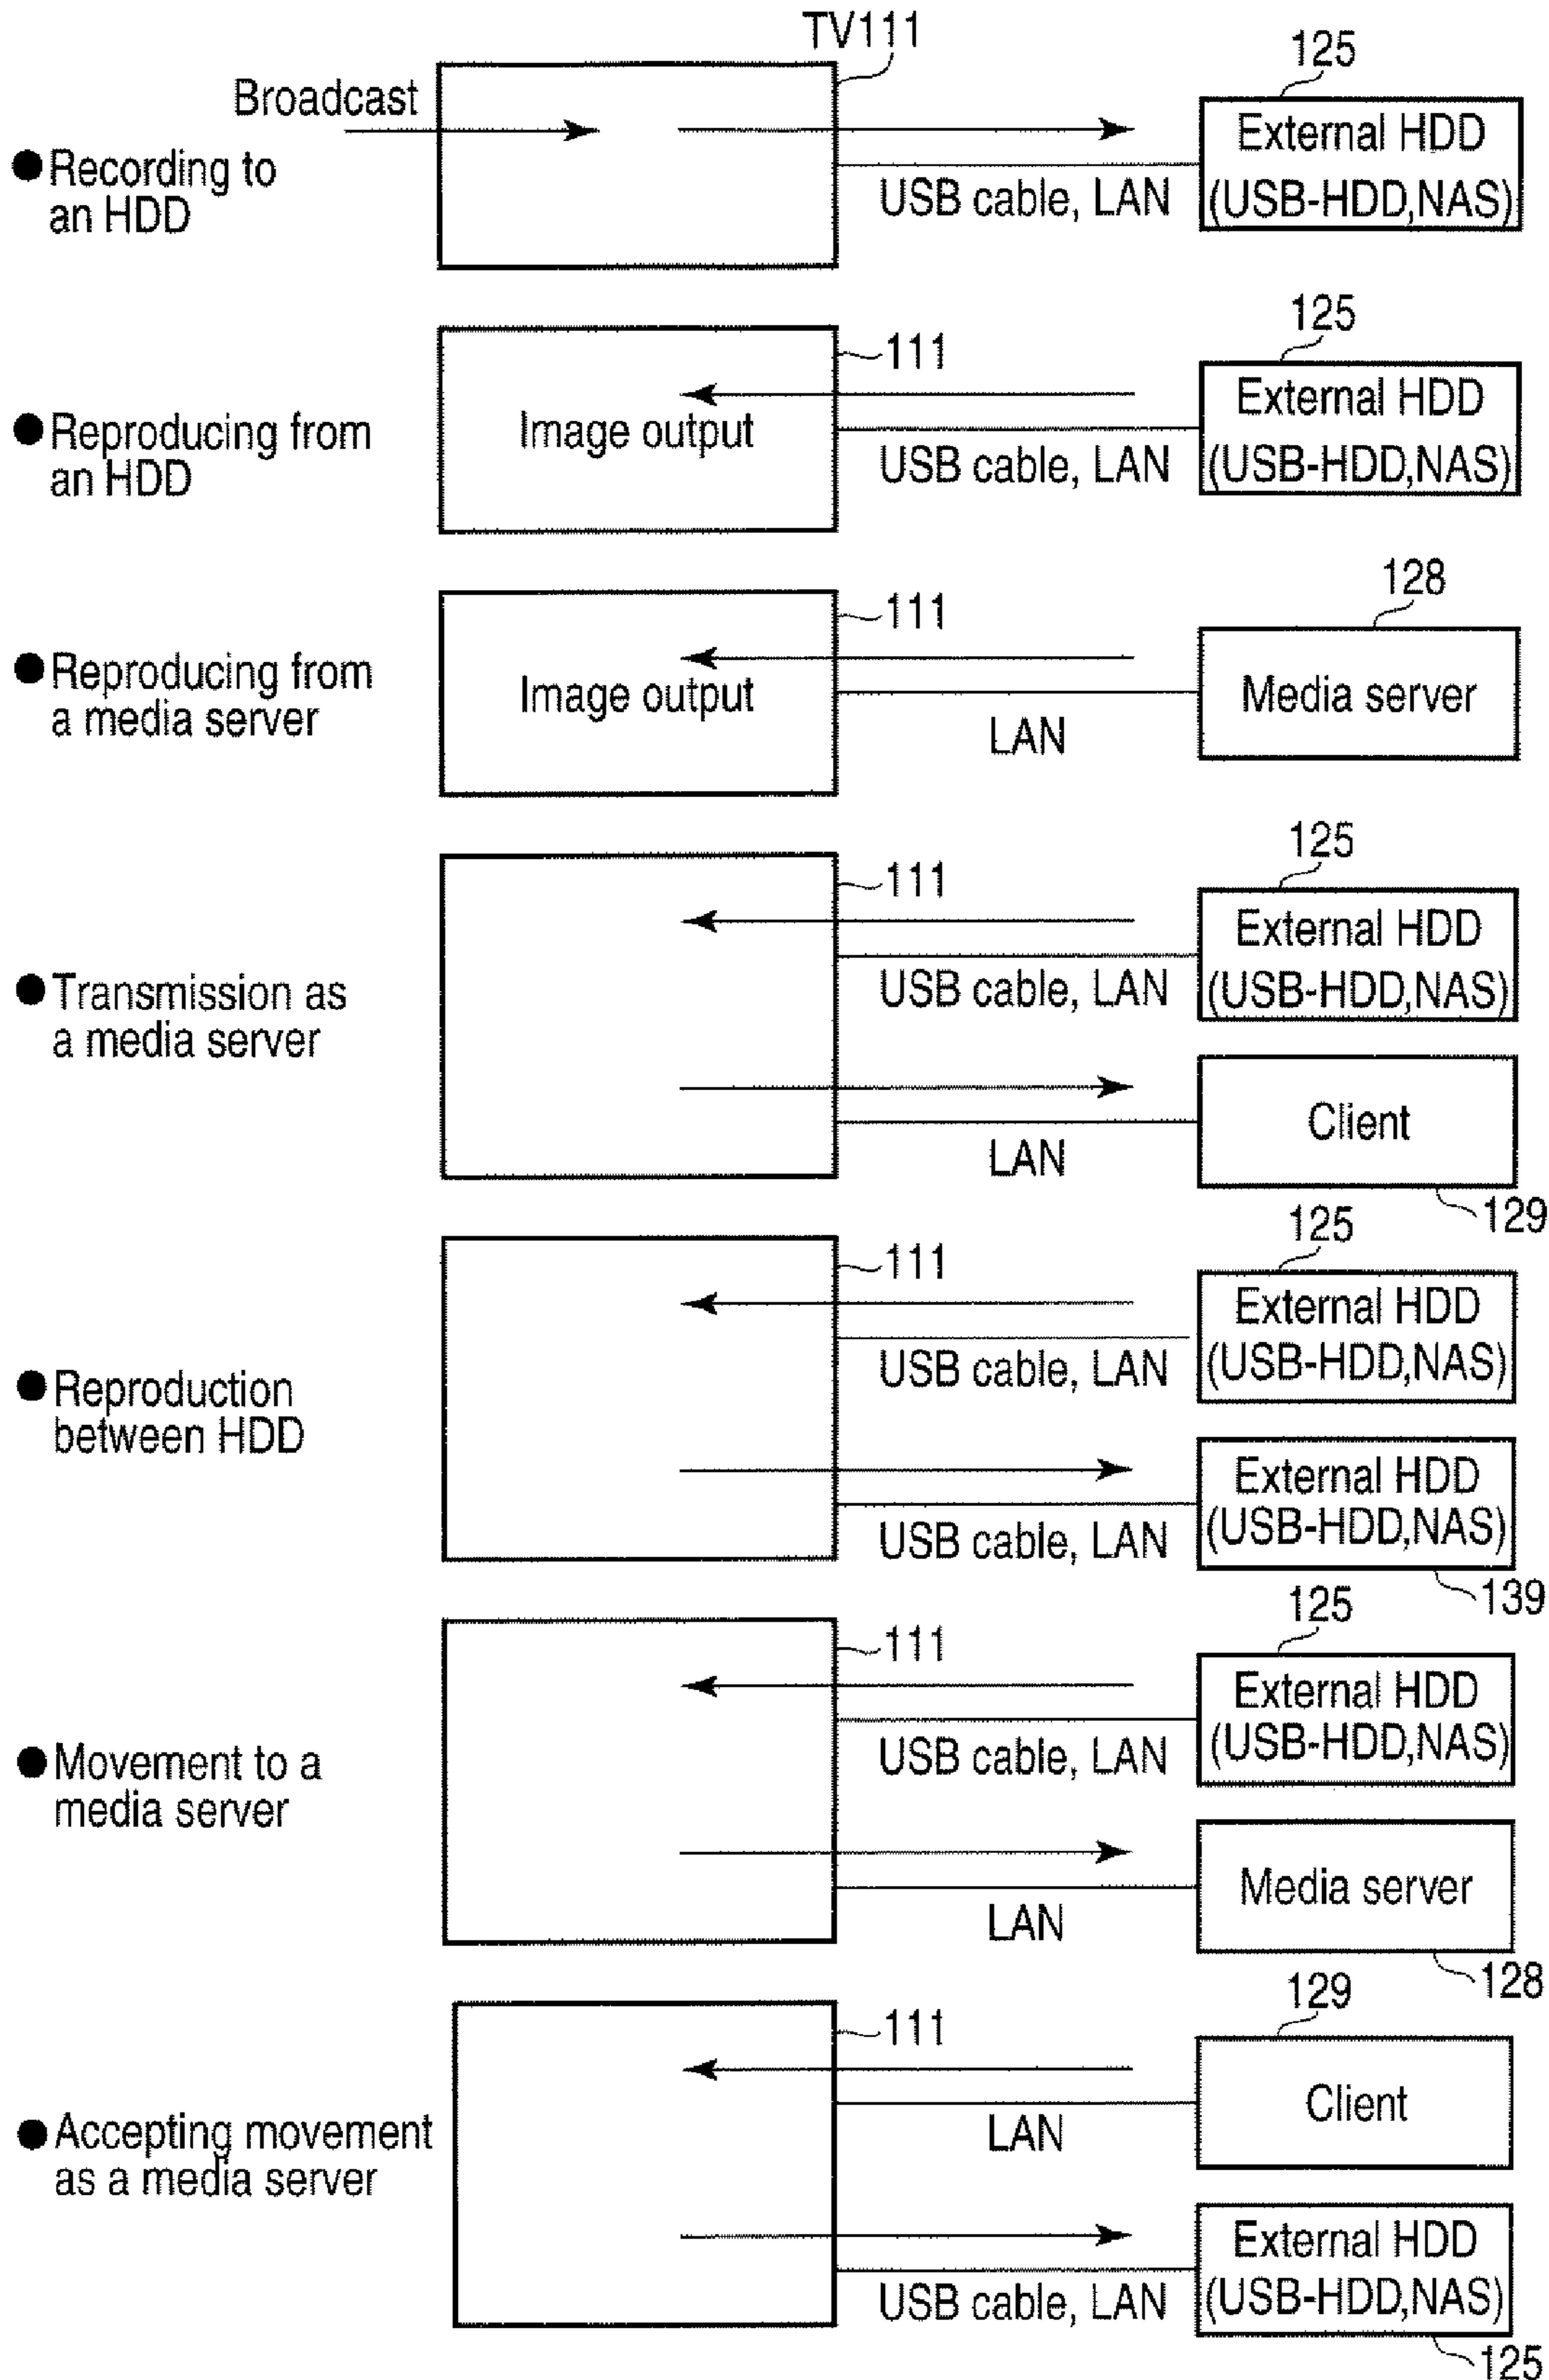 TV111
125
Broadcast
External HDD
● Recording to
an HDD
USB cable, LAN
(USB-HDD,NAS)
125
111
External HDD
● Reproducing from
an HDD
Image output
USB cable, LAN
(USB-HDD,NAS)
128
111
● Reproducing from
a media server
Image output
Media server
LAN
125
111
External HDD
● Transmission as
a media server
USB cable, LAN
(USB-HDD,NAS)
Client
LAN
129
125
111
External HDD
USB cable, LAN
(USB-HDD,NAS)
● Reproduction
between HDD
External HDD
USB cable, LAN
(USB-HDD,NAS)
139
125
111
External HDD
USB cable, LAN
(USB-HDD,NAS)
● Movement to a
media server
Media server
LAN
128
129
111
Client
LAN
● Accepting movement
as a media server
External HDD
USB cable, LAN
(USB-HDD,NAS)
125